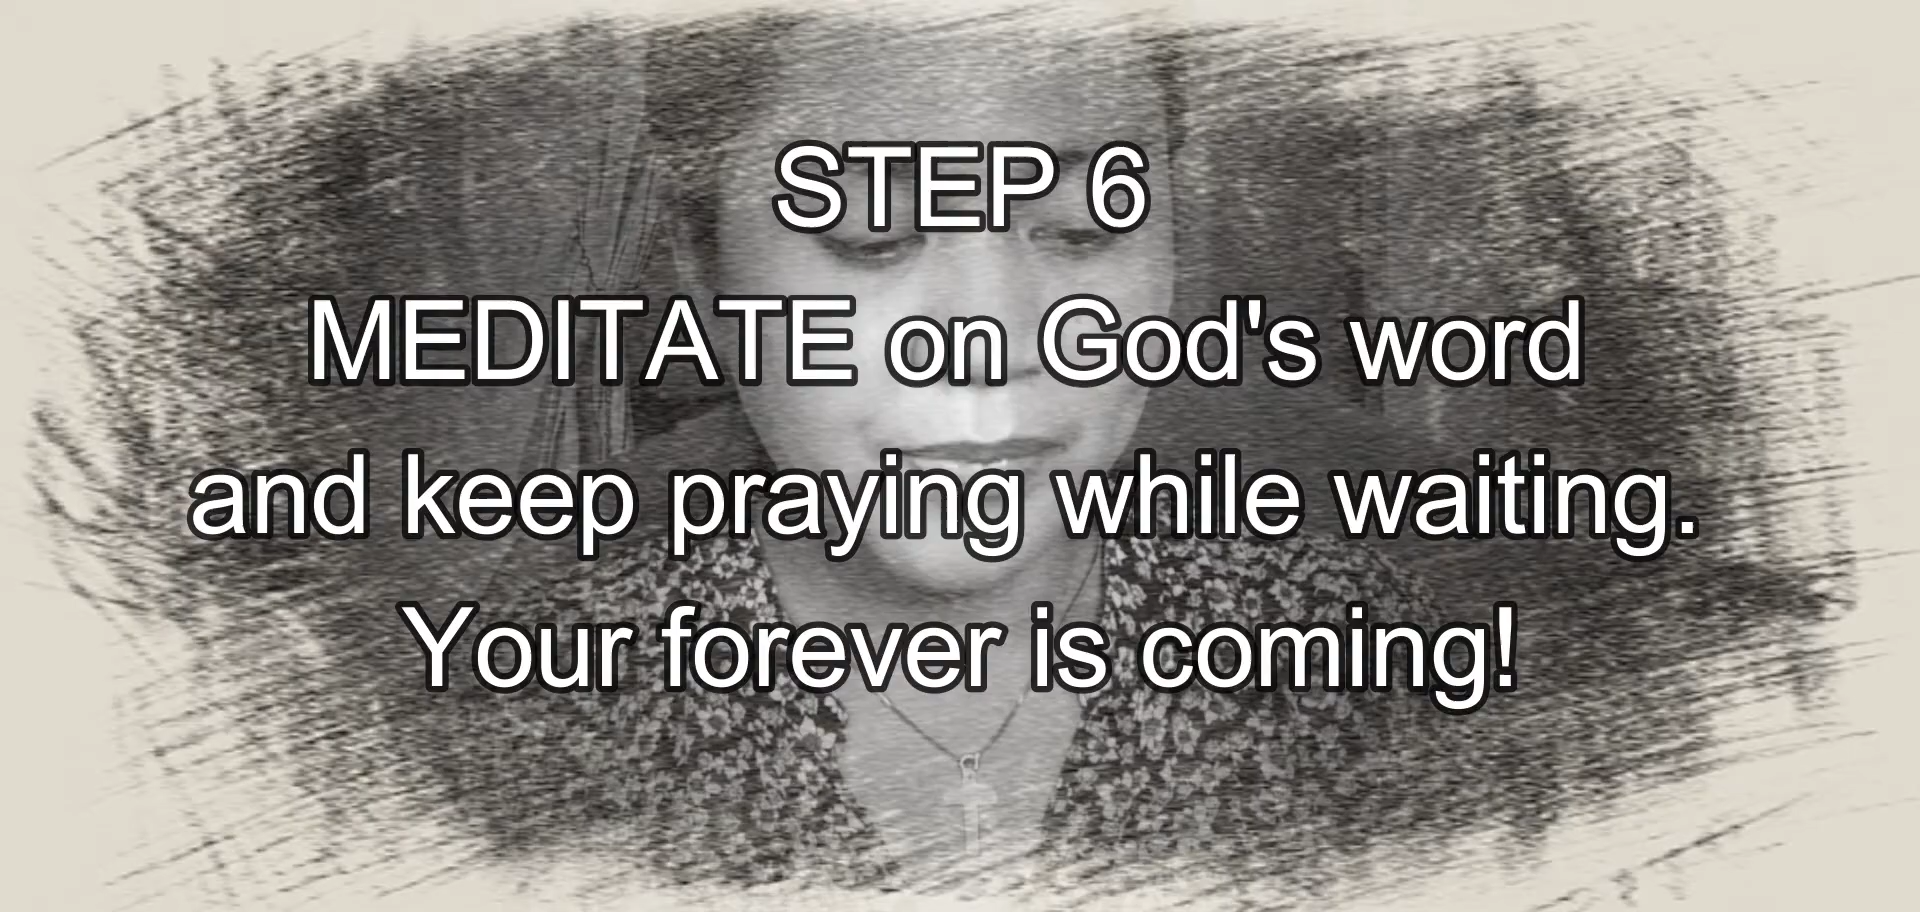 STEP 6
MEDITATE on God's word
and keep praying while waiting.
Your forever is coming!